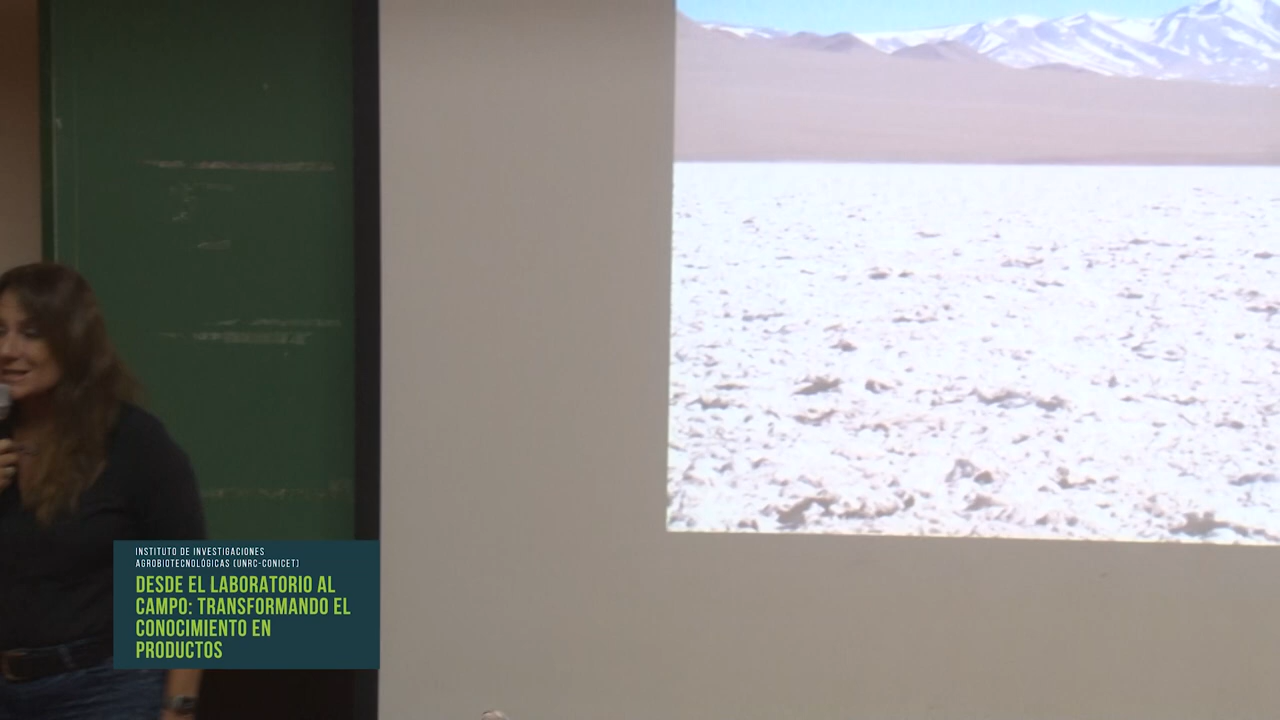 INSTITUTO DE INVESTIGACIONES
AGROBIOTECNOLÓGICAS (UNRC-CONICET)
DESDE EL LABORATORIO AL
CAMPO: TRANSFORMANDO EL
CONOCIMIENTO EN
PRODUCTOS